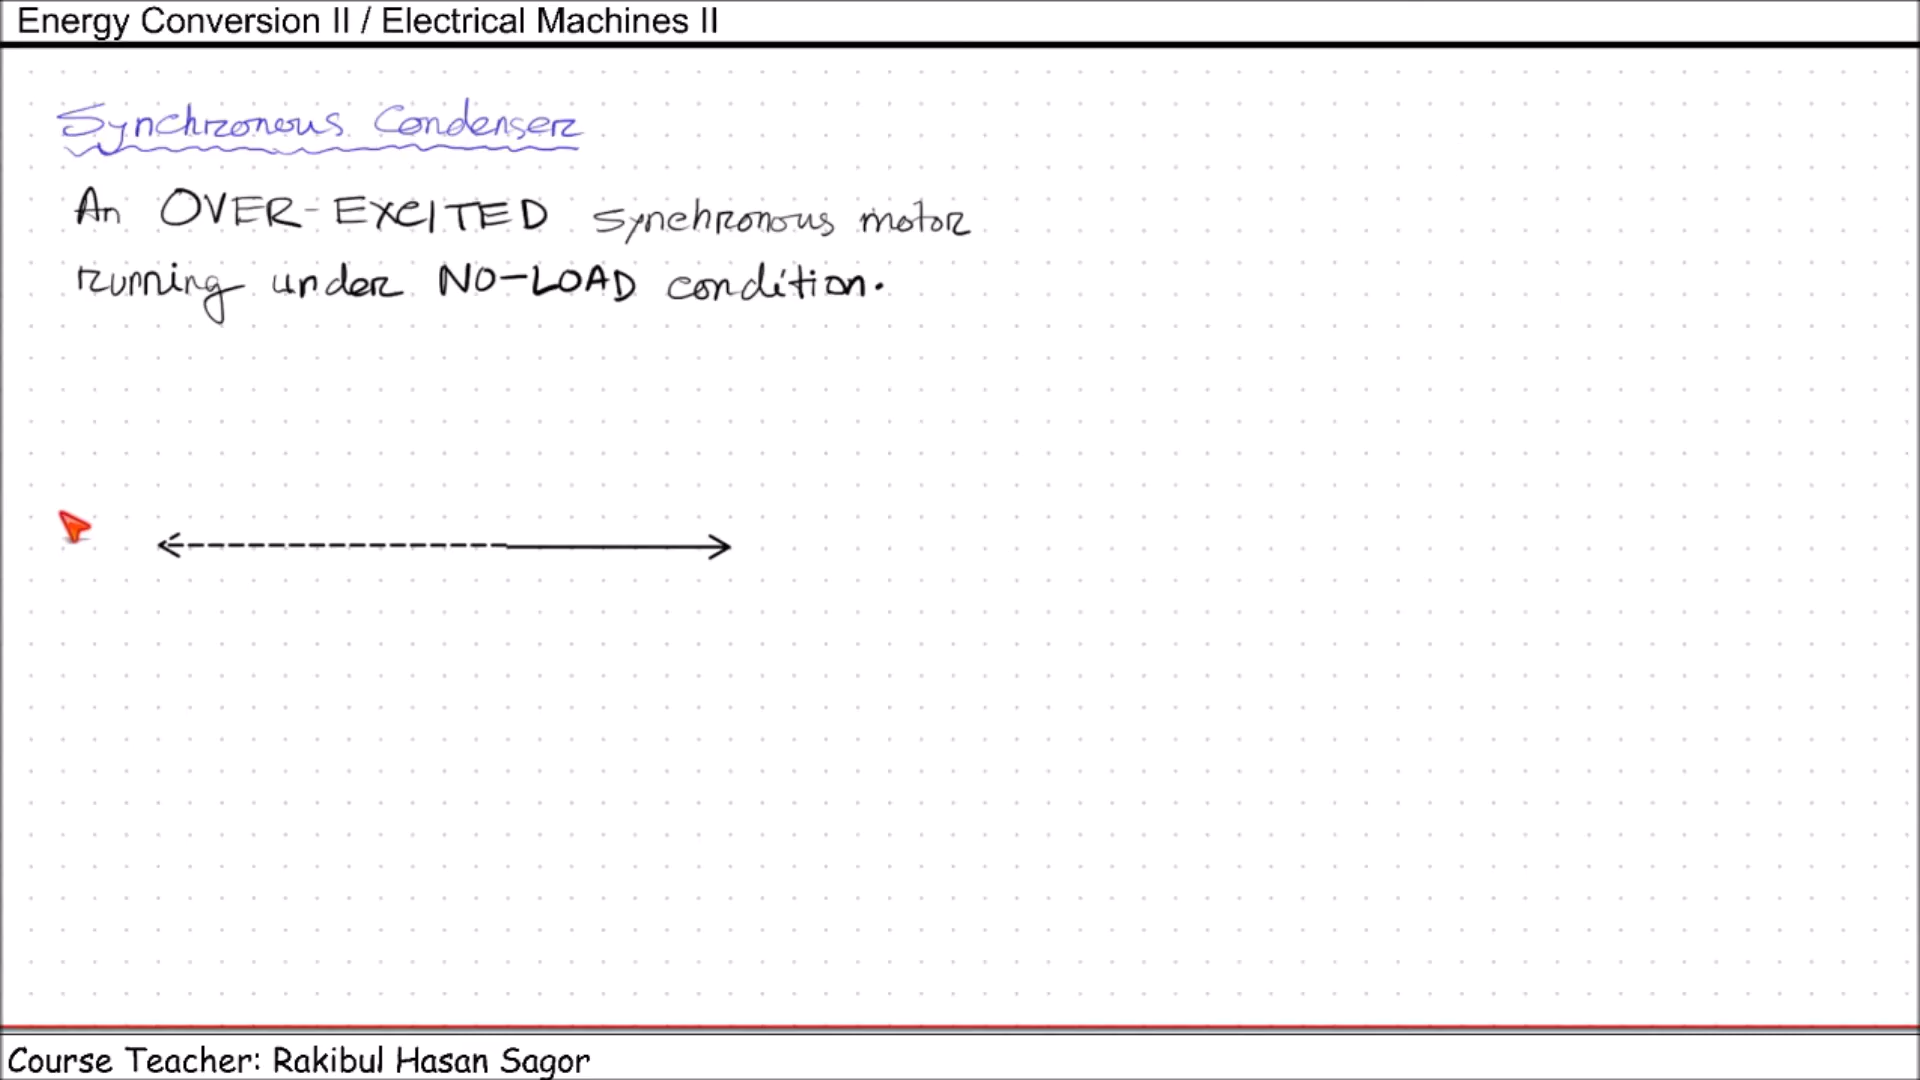 Energy Conversion II / Electrical Machines II
Synchronous Condenser
An OVER-EXCITED synchronous motor
running under NO-LOAD condition.
Course Teacher: Rakibul Hasan Sagor